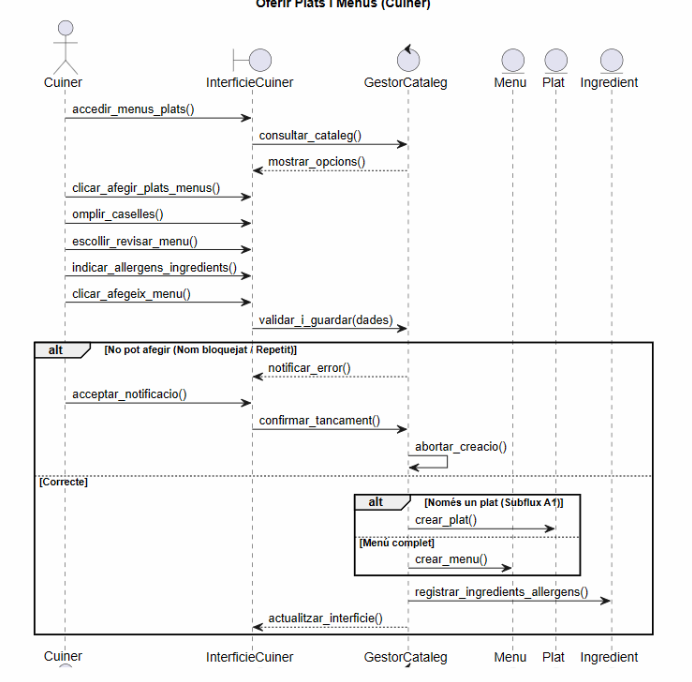 Oferir Plats i Menús (Cuiner)
Cuiner InterficieCuiner GestorCataleg Menu Plat Ingredient
accedir_menus_plats()
consultar_cataleg()
mostrar_opcions()
clicar_afegir_plats_menus()
omplir_caselles()
escollir_revisar_menu()
indicar_allergens_ingredients()
clicar_afegeix_menu()
validar_i_guardar(dades)
alt [No pot afegir (Nom bloquejat / Repetit)]
notificar_error()
acceptar_notificacio()
confirmar_tancament()
abortar_creacio()
[Correcte]
alt [Només un plat (Subflux A1)]
crear_plat()
[Menú complet]
crear_menu()
registrar_ingredients_allergens()
actualitzar_interficie()
Cuiner InterficieCuiner GestorCataleg Menu Plat Ingredient